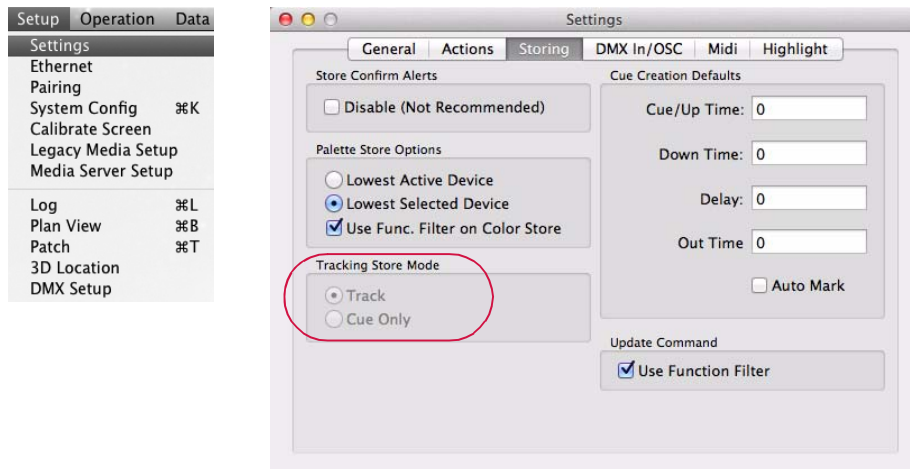 Setup Operation Data
Settings
Ethernet
Pairing
System Config ⌘K
Calibrate Screen
Legacy Media Setup
Media Server Setup
Log ⌘L
Plan View ⌘B
Patch ⌘T
3D Location
DMX Setup
Settings
General Actions Storing DMX In/OSC Midi Highlight
Store Confirm Alerts
Disable (Not Recommended)
Palette Store Options
Lowest Active Device
Lowest Selected Device
Use Func. Filter on Color Store
Tracking Store Mode
Track
Cue Only
Cue Creation Defaults
Cue/Up Time: 0
Down Time: 0
Delay: 0
Out Time 0
Auto Mark
Update Command
Use Function Filter